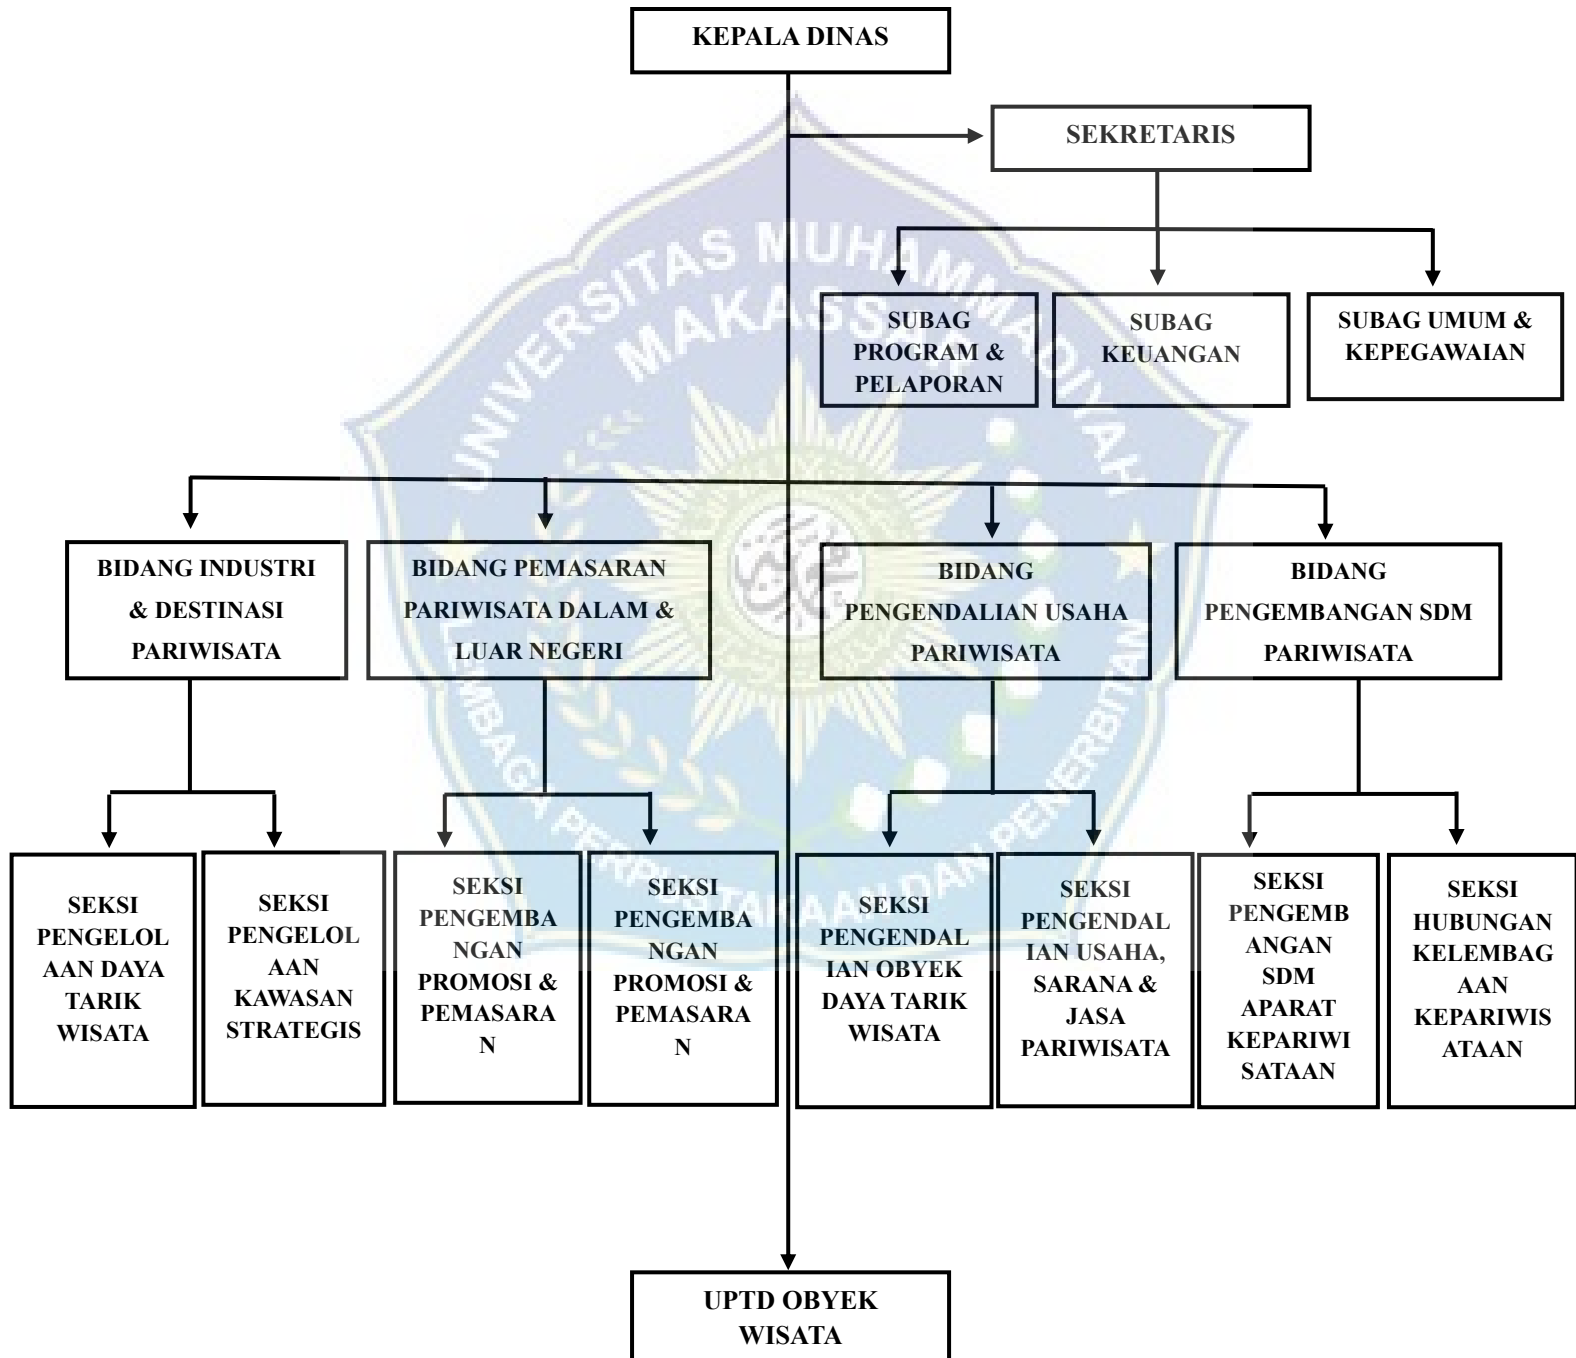 KEPALA DINAS
SEKRETARIS
SUBAG
PROGRAM &
PELAPORAN
SUBAG
KEUANGAN
SUBAG UMUM &
KEPEGAWAIAN
UNIVERSITAS MUHAMMADIYAH
MAKASSAR
BIDANG INDUSTRI
& DESTINASI
PARIWISATA
BIDANG PEMASARAN
PARIWISATA DALAM &
LUAR NEGERI
BIDANG
PENGENDALIAN USAHA
PARIWISATA
BIDANG
PENGEMBANGAN SDM
PARIWISATA
LEMBAGA PERPUSTAKAAN DAN PENERBITAN
SEKSI
PENGELOL
AAN DAYA
TARIK
WISATA
SEKSI
PENGELOL
AAN
KAWASAN
STRATEGIS
SEKSI
PENGEMBA
NGAN
PROMOSI &
PEMASARA
N
SEKSI
PENGEMBA
NGAN
PROMOSI &
PEMASARA
N
SEKSI
PENGENDAL
IAN OBYEK
DAYA TARIK
WISATA
SEKSI
PENGENDAL
IAN USAHA,
SARANA &
JASA
PARIWISATA
SEKSI
PENGEMB
ANGAN
SDM
APARAT
KEPARIWI
SATAAN
SEKSI
HUBUNGAN
KELEMBAG
AAN
KEPARIWIS
ATAAN
UPTD OBYEK
WISATA